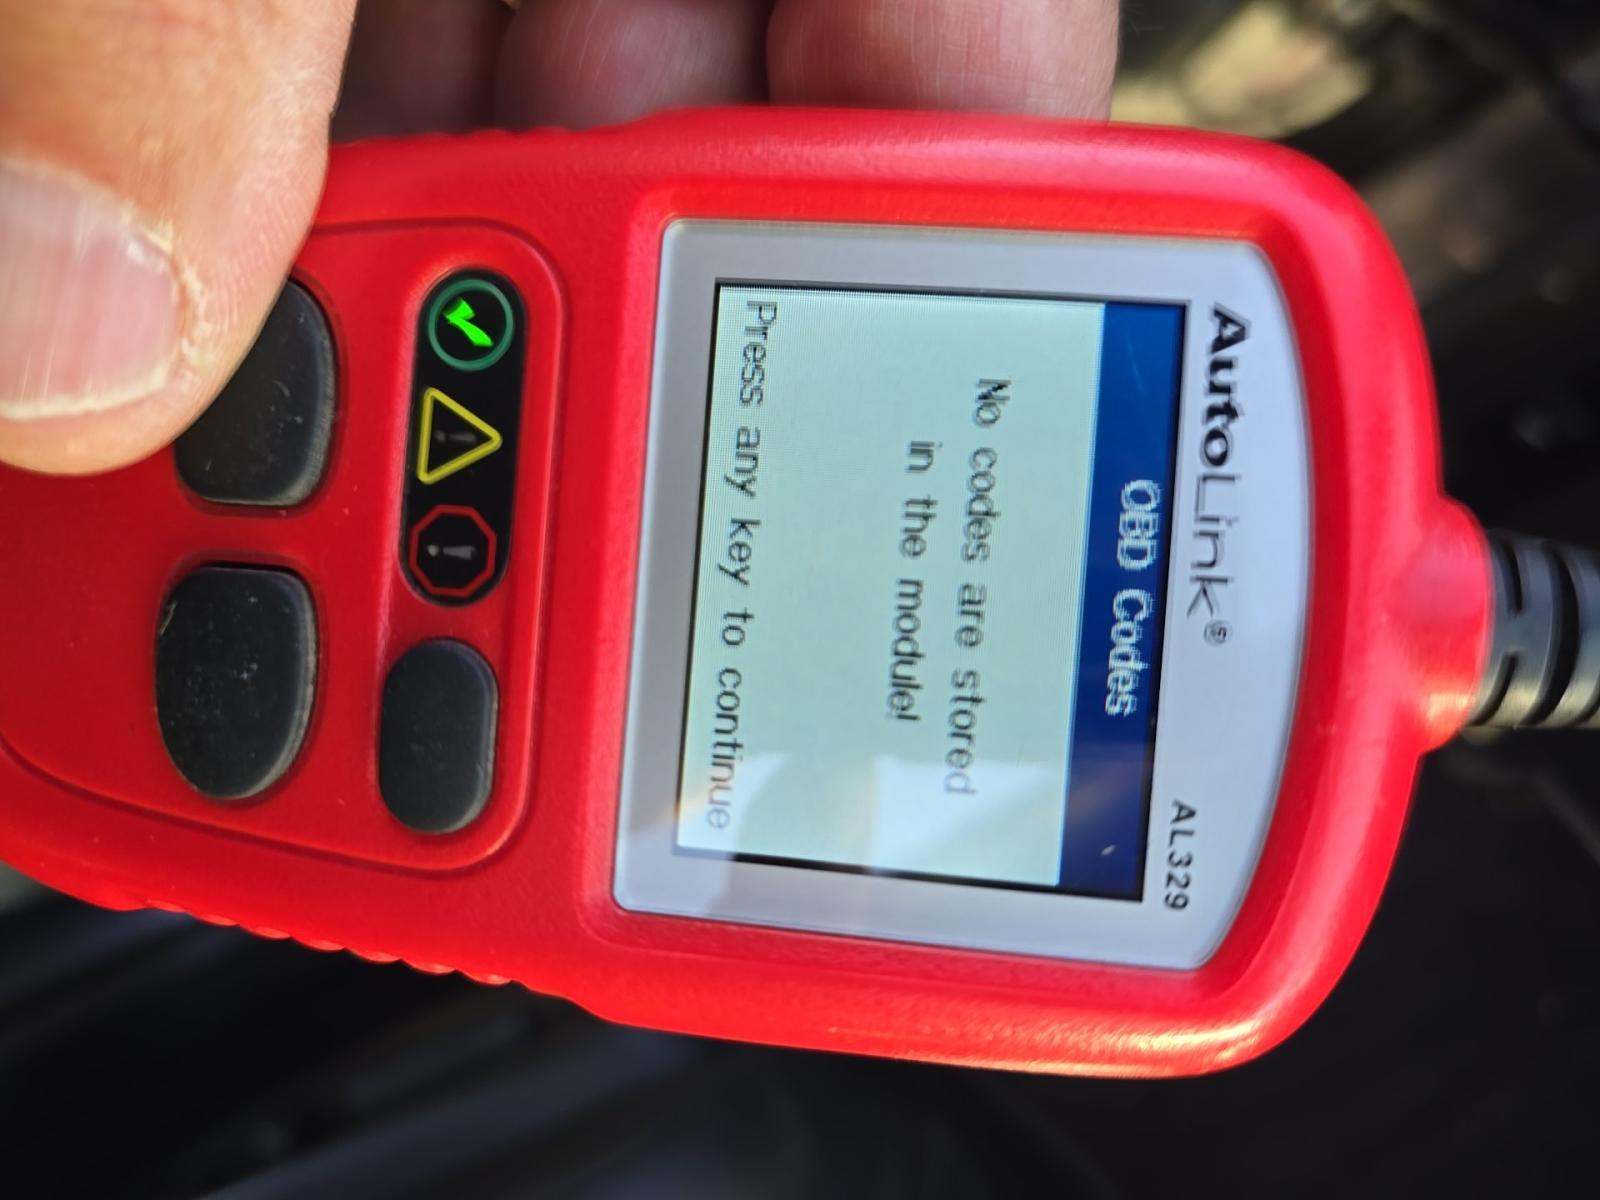 AutoLink® AL329
OBD Codes
No codes are stored
in the module!
Press any key to continue